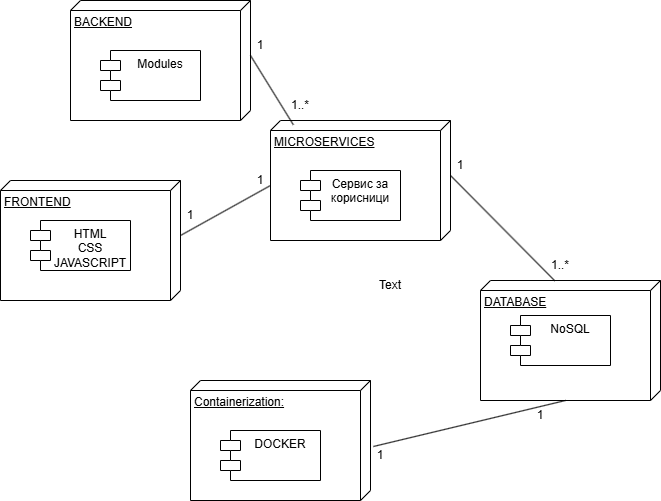 BACKEND
Modules
1
1..*
MICROSERVICES
Сервис за
корисници
1
1
1
FRONTEND
HTML
CSS
JAVASCRIPT
1..*
Text
DATABASE
NoSQL
Containerization:
DOCKER
1
1